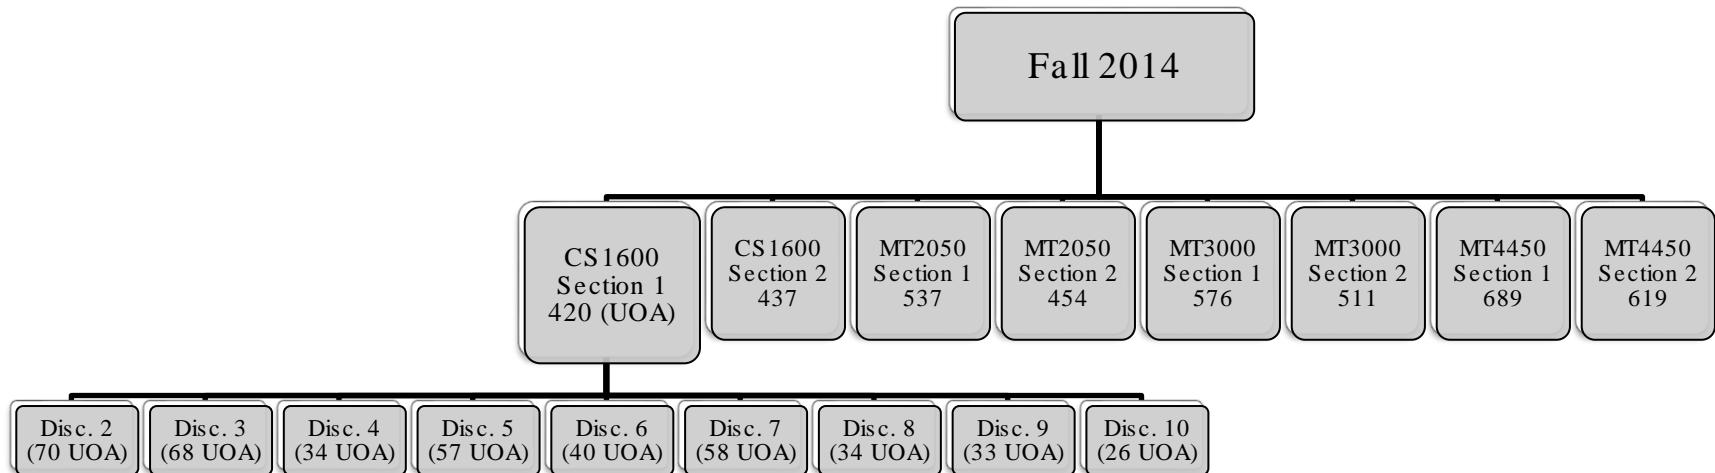 Fall 2014
CS1600
Section 1
420 (UOA)
CS1600
Section 2
437
MT2050
Section 1
537
MT2050
Section 2
454
MT3000
Section 1
576
MT3000
Section 2
511
MT4450
Section 1
689
MT4450
Section 2
619
Disc. 2
(70 UOA)
Disc. 3
(68 UOA)
Disc. 4
(34 UOA)
Disc. 5
(57 UOA)
Disc. 6
(40 UOA)
Disc. 7
(58 UOA)
Disc. 8
(34 UOA)
Disc. 9
(33 UOA)
Disc. 10
(26 UOA)